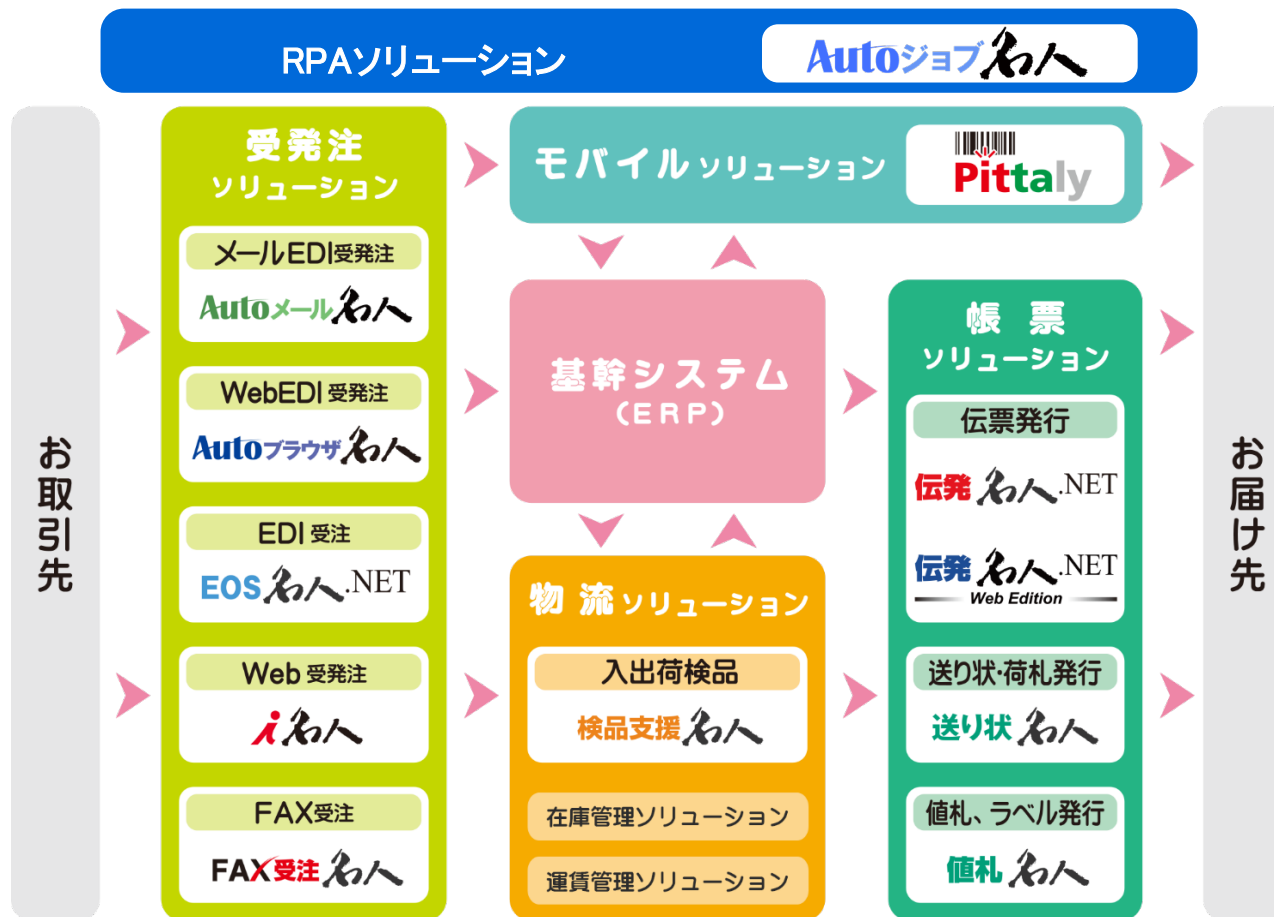 RPAソリューション
Autoジョブ名人
お取引先
受発注
ソリューション
メールEDI受発注
Autoメール名人
WebEDI受発注
Autoブラウザ名人
EDI受注
EOS名人.NET
Web受発注
i名人
FAX受注
FAX受注名人
モバイルソリューション
Pittaly
基幹システム
(ERP)
物流ソリューション
入出荷検品
検品支援名人
在庫管理ソリューション
運賃管理ソリューション
帳票
ソリューション
伝票発行
伝発名人.NET
伝発名人.NET
Web Edition
送り状・荷札発行
送り状名人
値札、ラベル発行
値札名人
お届け先